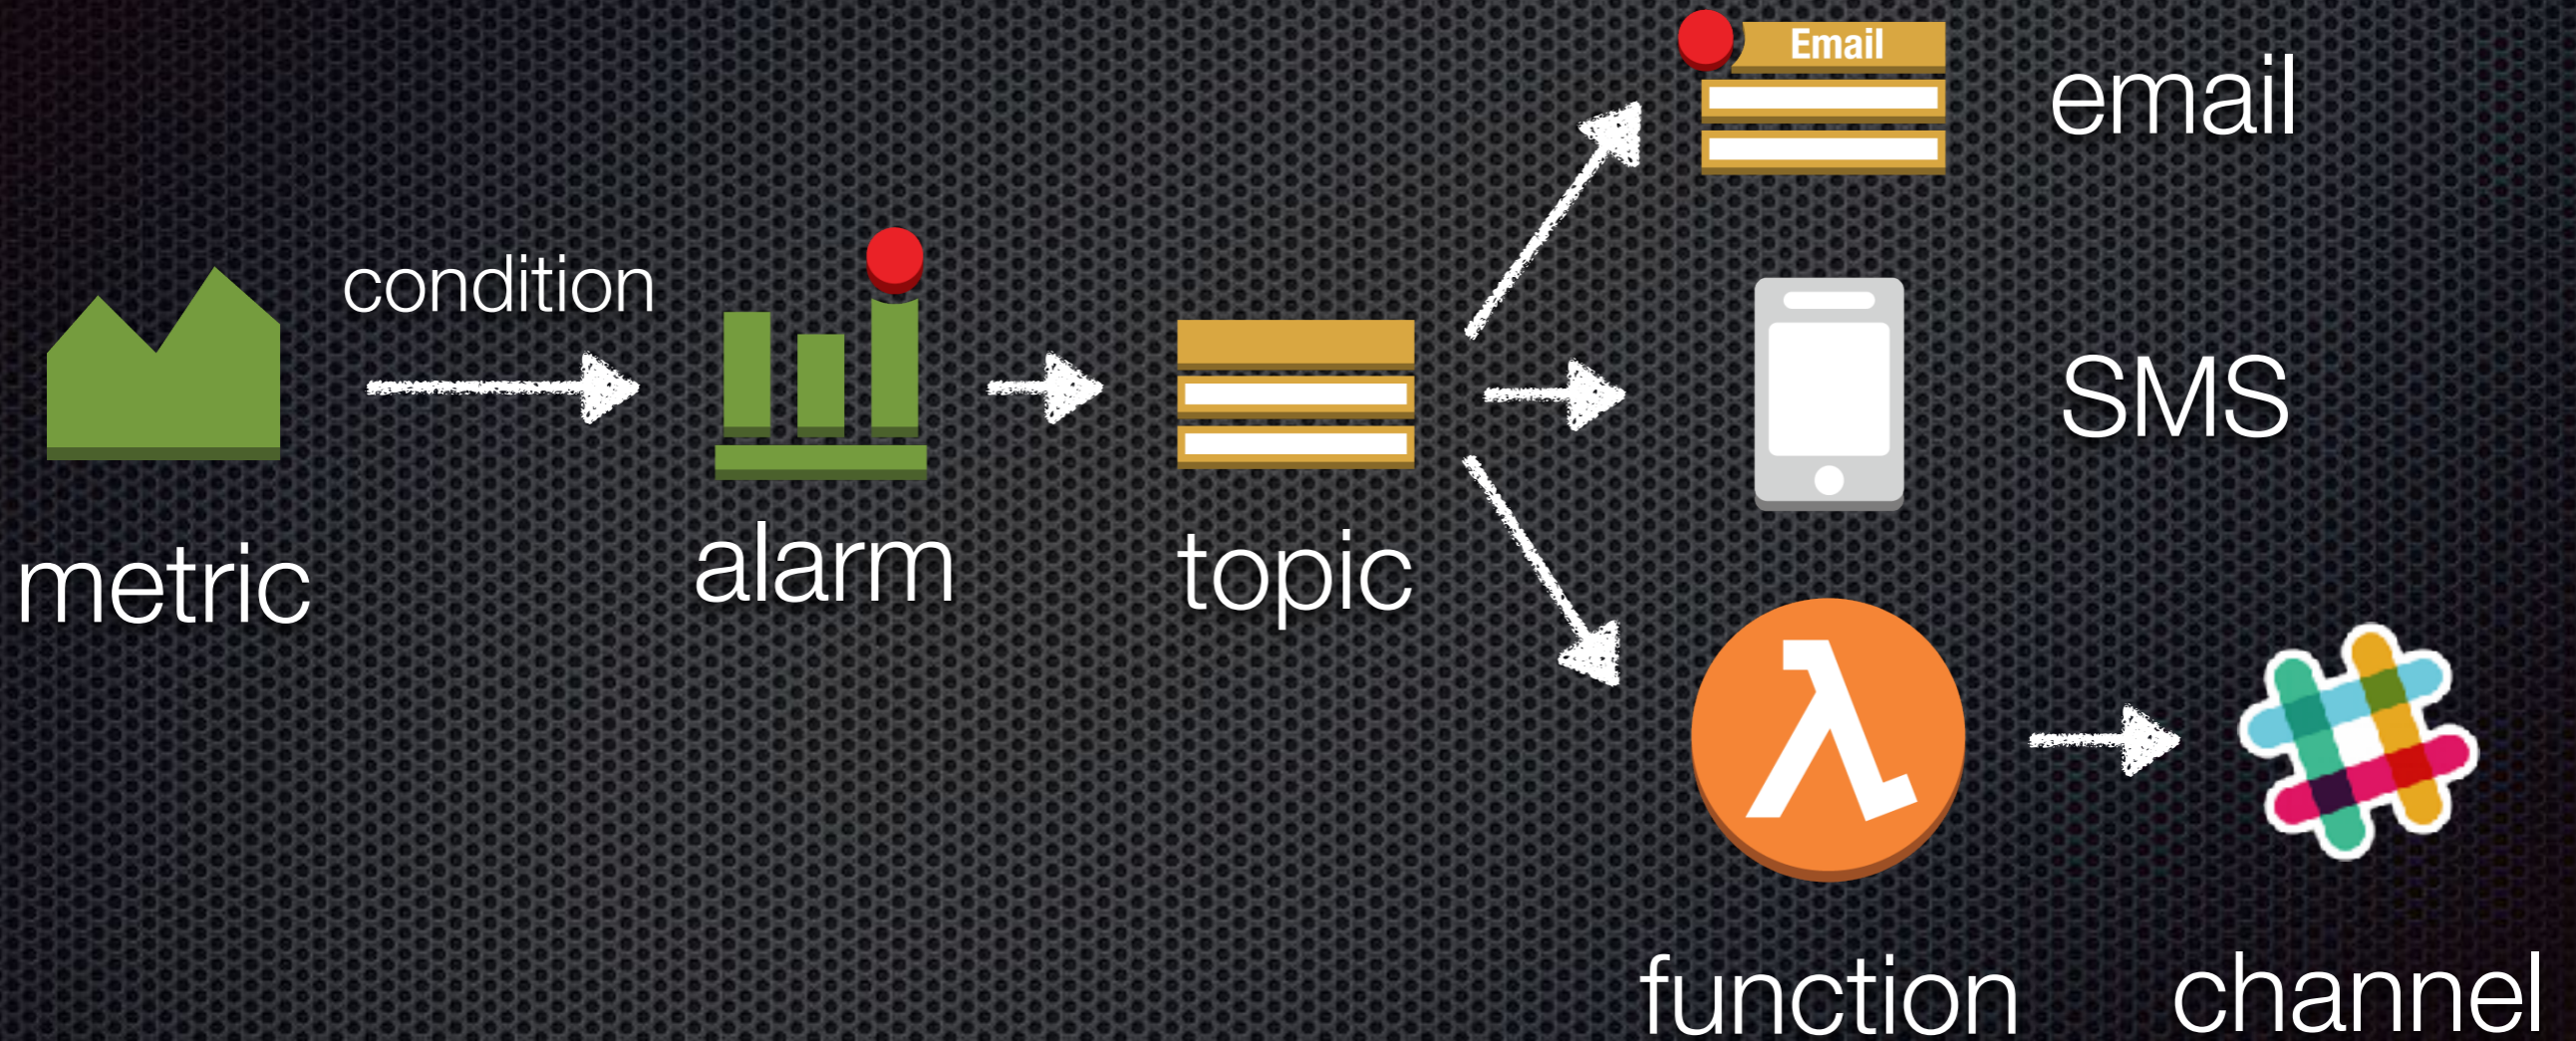 Email
email
condition
SMS
metric
alarm
topic
function
channel